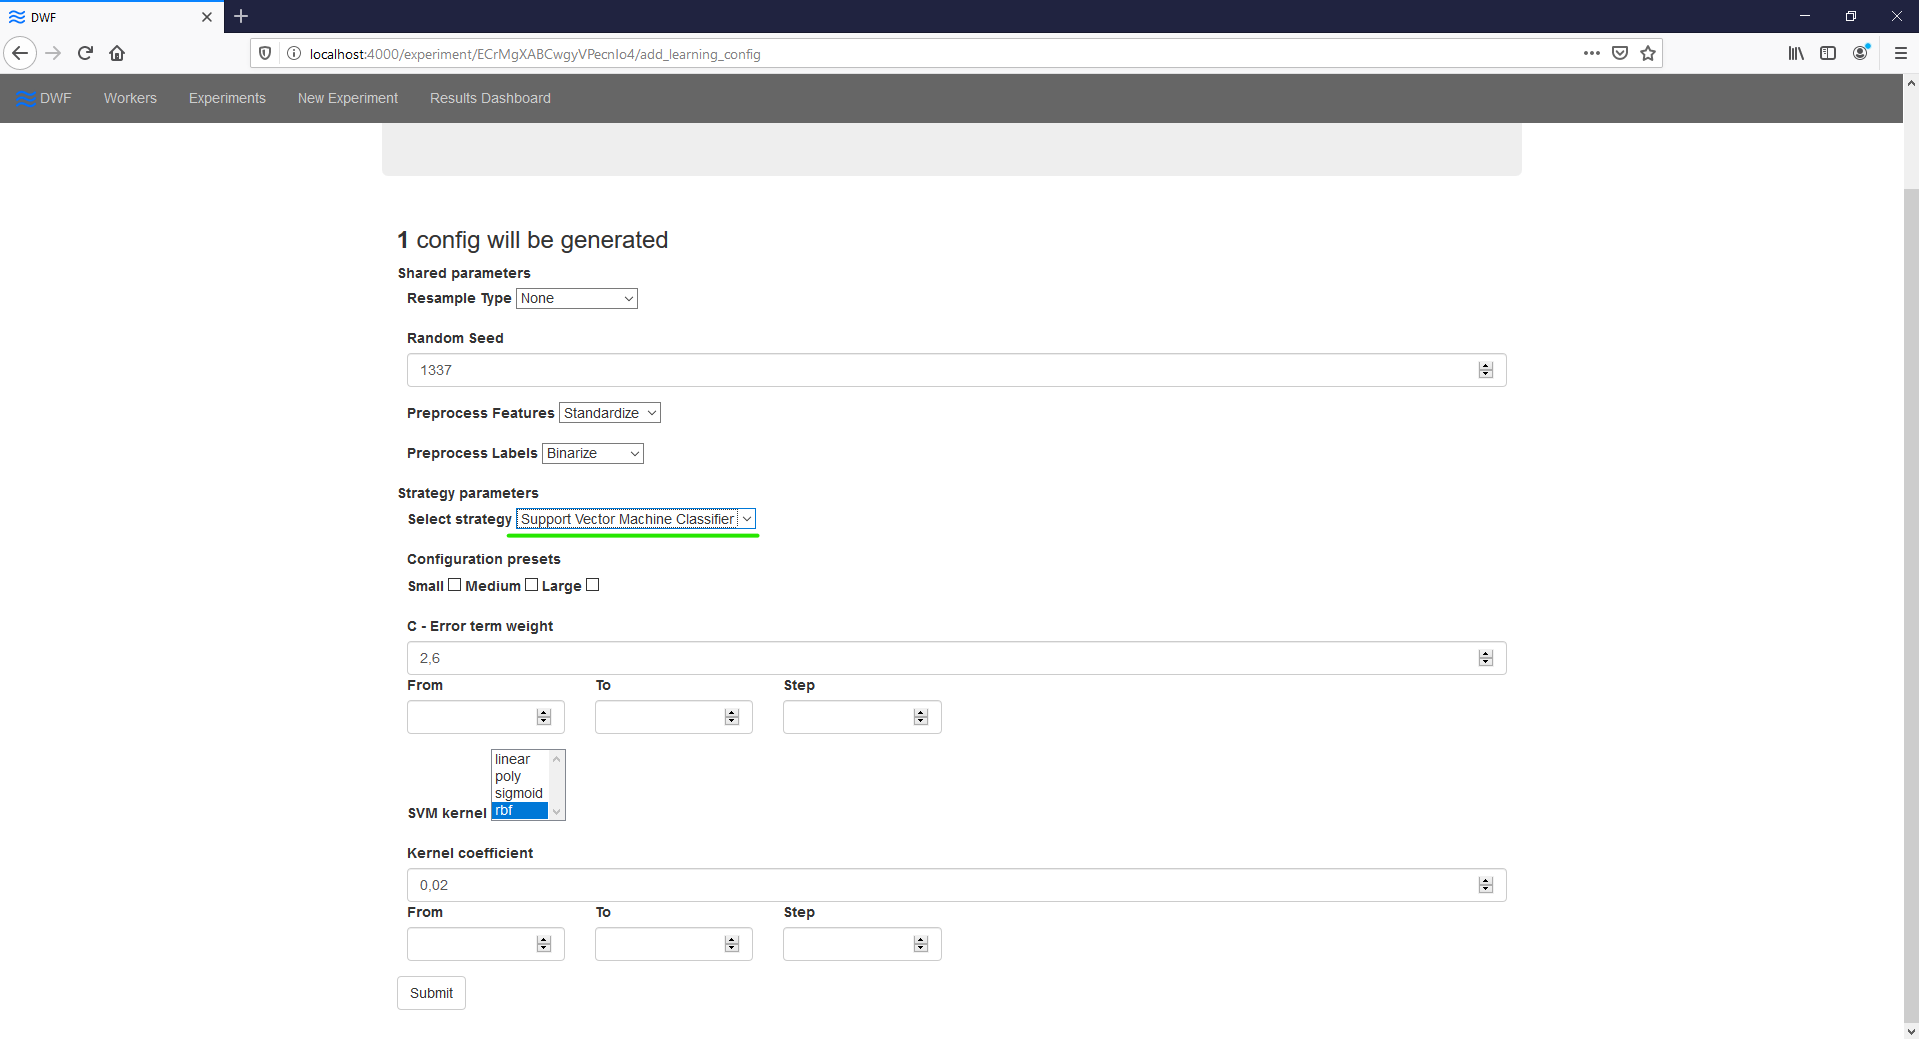 DWF
localhost:4000/experiment/ECrMgXABCwgyVPecnIo4/add_learning_config
DWF Workers Experiments New Experiment Results Dashboard
1 config will be generated
Shared parameters
Resample Type None
Random Seed
1337
Preprocess Features Standardize
Preprocess Labels Binarize
Strategy parameters
Select strategy Support Vector Machine Classifier
Configuration presets
Small Medium Large
C - Error term weight
2,6
From To Step
linear
poly
sigmoid
SVM kernel rbf
Kernel coefficient
0,02
From To Step
Submit